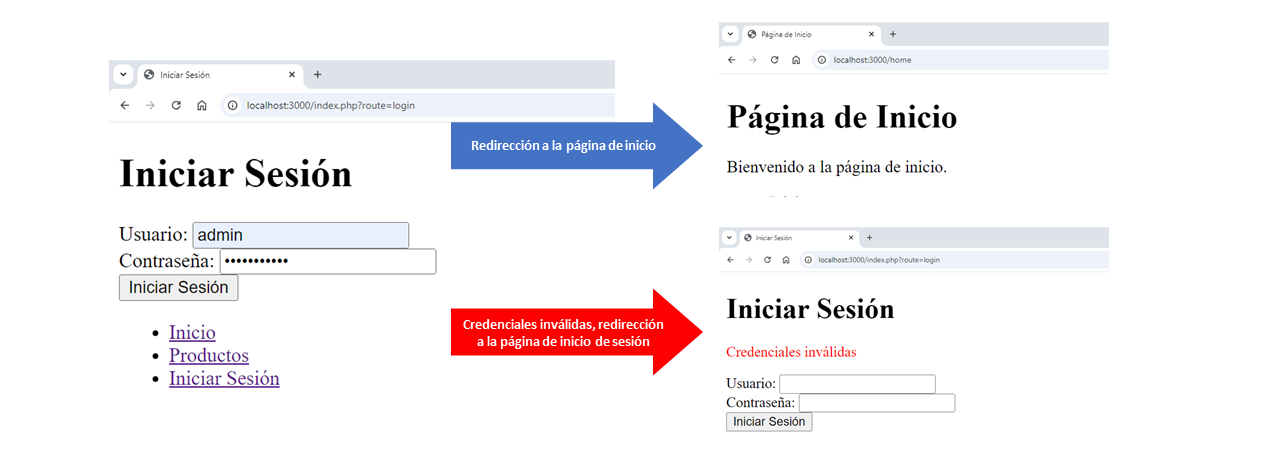 Iniciar Sesión
localhost:3000/index.php?route=login
Iniciar Sesión
Usuario: admin
Contraseña: •••••••••••
Iniciar Sesión
Inicio
Productos
Iniciar Sesión
Redirección a la página de inicio
Credenciales inválidas, redirección
a la página de inicio de sesión
Página de Inicio
localhost:3000/home
Página de Inicio
Bienvenido a la página de inicio.
Iniciar Sesión
localhost:3000/index.php?route=login
Iniciar Sesión
Credenciales inválidas
Usuario:
Contraseña:
Iniciar Sesión